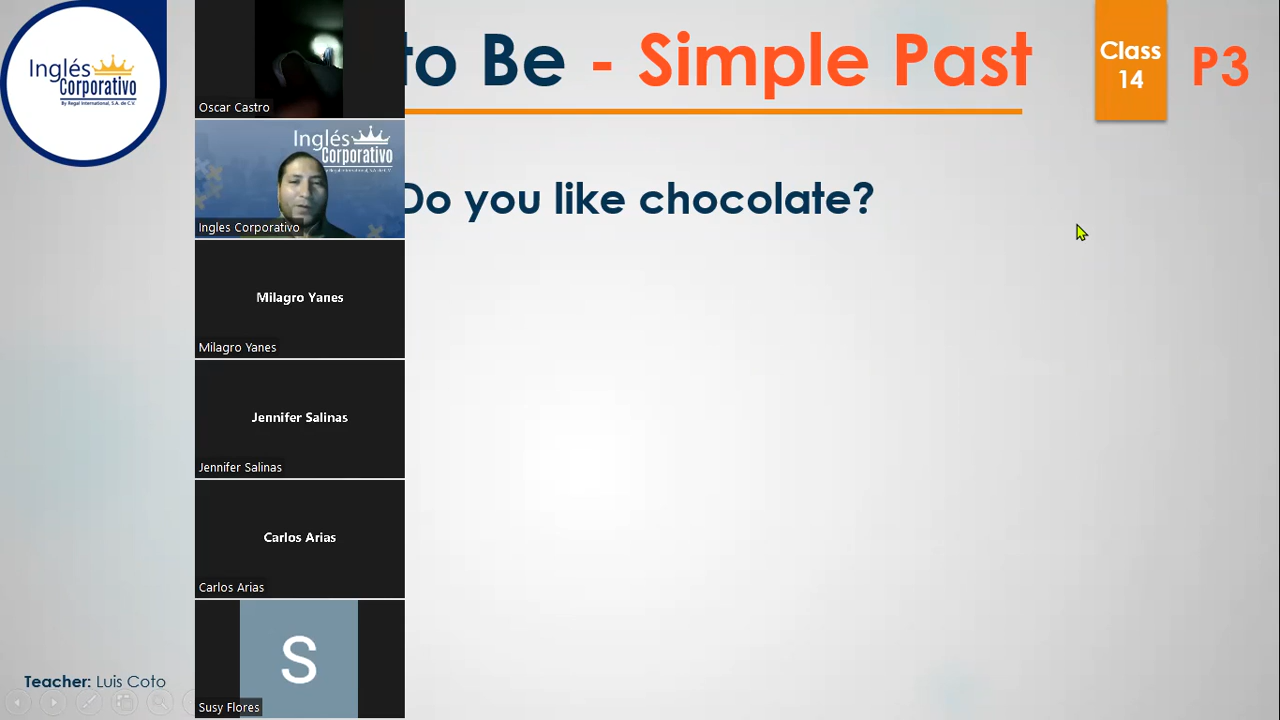 Inglés
Corporativo
By Regal International, S.A. de C.V.
to Be - Simple Past
Class
14
P3
Do you like chocolate?
Oscar Castro
Inglés
Corporativo
Ingles Corporativo
Milagro Yanes
Milagro Yanes
Jennifer Salinas
Jennifer Salinas
Carlos Arias
Carlos Arias
S
Susy Flores
Teacher: Luis Coto